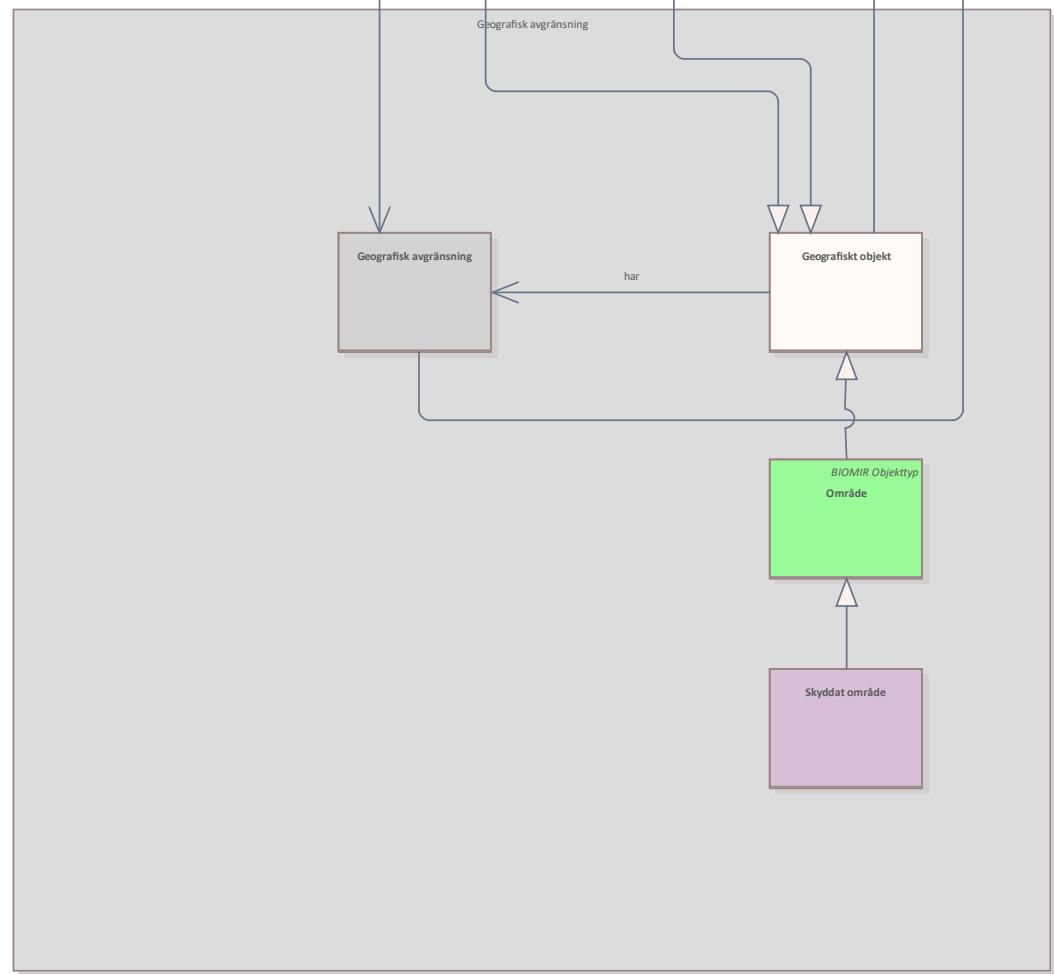 Geografisk avgränsning
Geografisk avgränsning
har
Geografiskt objekt
BIOMIR Objekttyp
Område
Skyddat område